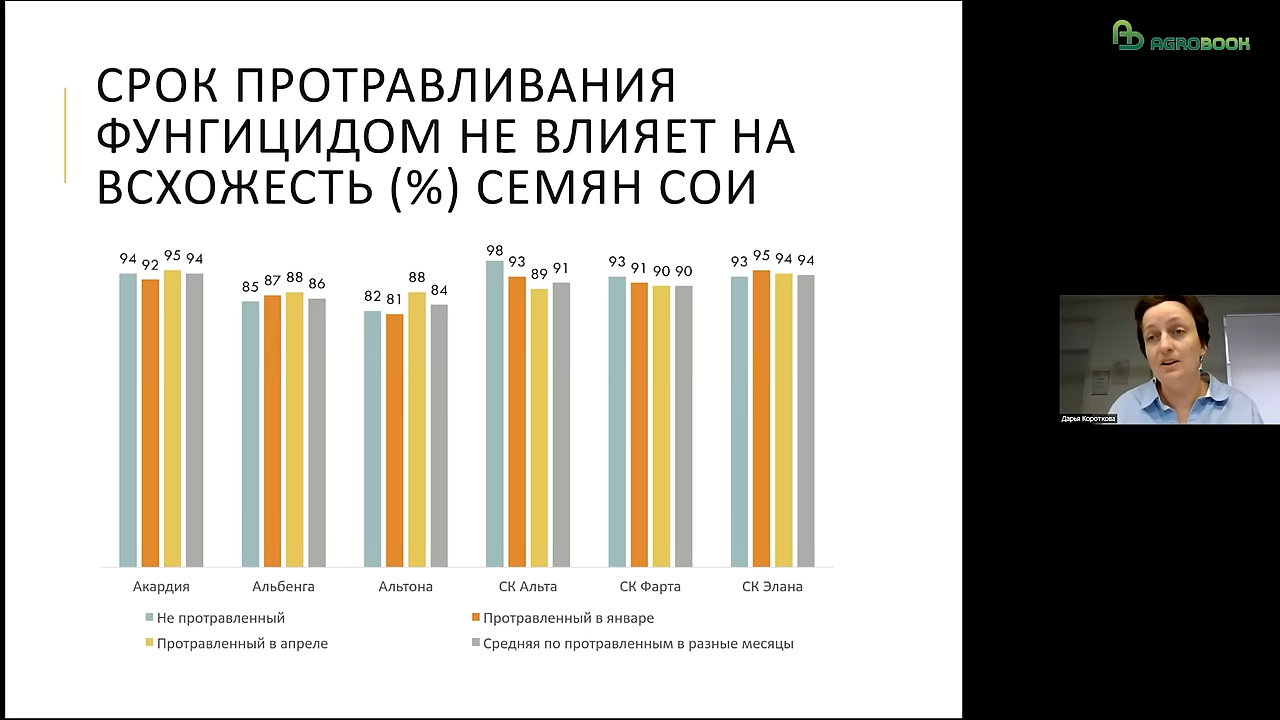 AGROBOOK
СРОК ПРОТРАВЛИВАНИЯ
ФУНГИЦИДОМ НЕ ВЛИЯЕТ НА
ВСХОЖЕСТЬ (%) СЕМЯН СОИ
94 92 95 94
85 87 88 86
82 81 88 84
98 93 89 91
93 91 90 90
93 95 94 94
Акардия Альбенга Альтона СК Альта СК Фарта СК Элана
Не протравленный
Протравленный в январе
Протравленный в апреле
Средняя по протравленным в разные месяцы
Дарья Короткова